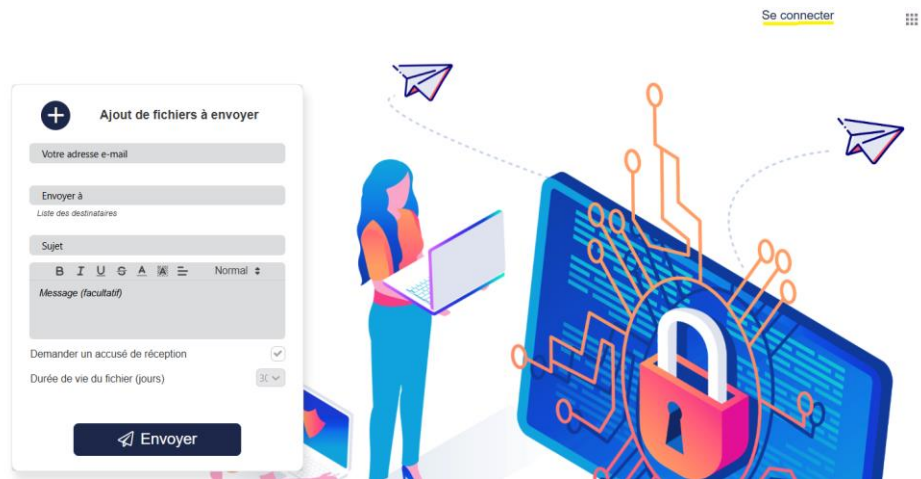 Se connecter
Ajout de fichiers à envoyer
Votre adresse e-mail
Envoyer à
Liste des destinataires
Sujet
B I U S A A Normal
Message (facultatif)
Demander un accusé de réception
Durée de vie du fichier (jours)
Envoyer